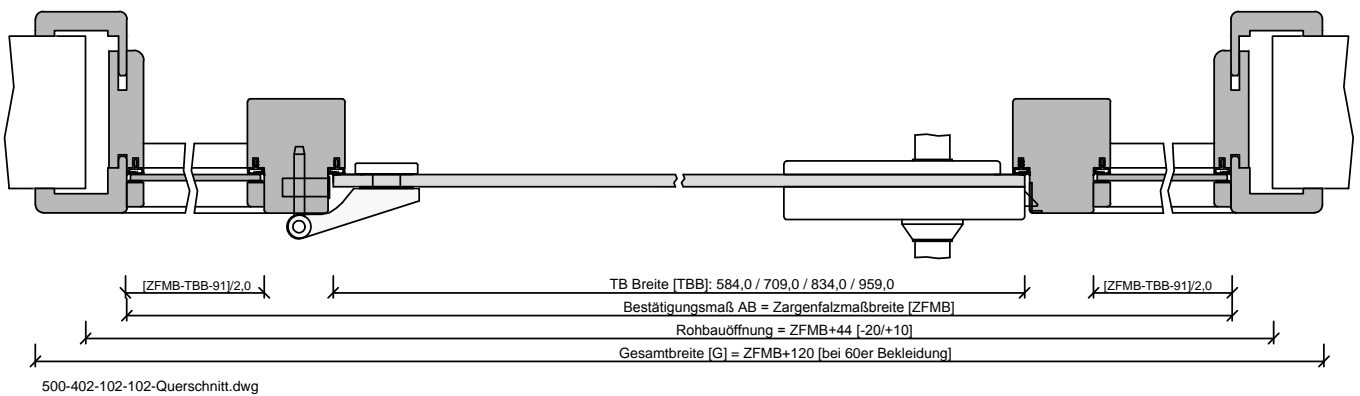 [ZFMB-TBB-91]/2,0
TB Breite [TBB]: 584,0 / 709,0 / 834,0 / 959,0
[ZFMB-TBB-91]/2,0
Bestätigungsmaß AB = Zargenfalzmaßbreite [ZFMB]
Rohbauöffnung = ZFMB+44 [-20/+10]
Gesamtbreite [G] = ZFMB+120 [bei 60er Bekleidung]
500-402-102-102-Querschnitt.dwg